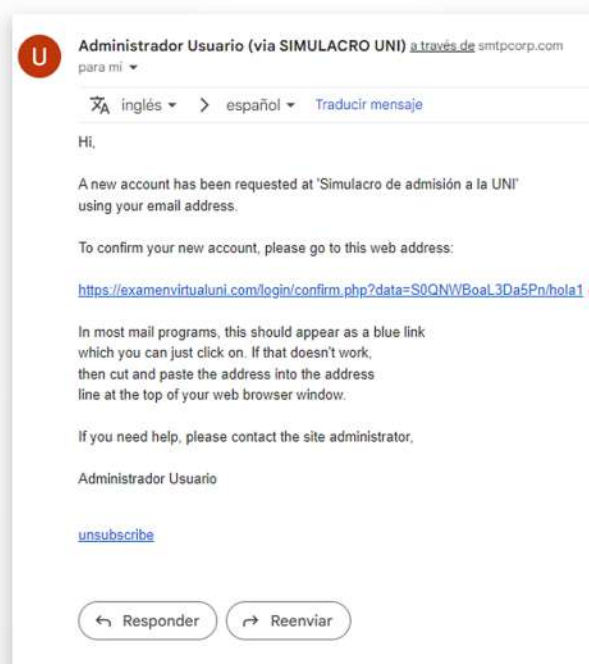 U
Administrador Usuario (via SIMULACRO UNI) a través de smtpcorp.com
para mí
inglés > español Traducir mensaje
Hi,
A new account has been requested at 'Simulacro de admisión a la UNI'
using your email address.
To confirm your new account, please go to this web address:
https://examenvirtualuni.com/login/confirm.php?data=S0QNWBoaL3Da5Pn/hola1
In most mail programs, this should appear as a blue link
which you can just click on. If that doesn't work,
then cut and paste the address into the address
line at the top of your web browser window.
If you need help, please contact the site administrator,
Administrador Usuario
unsubscribe
Responder Reenviar